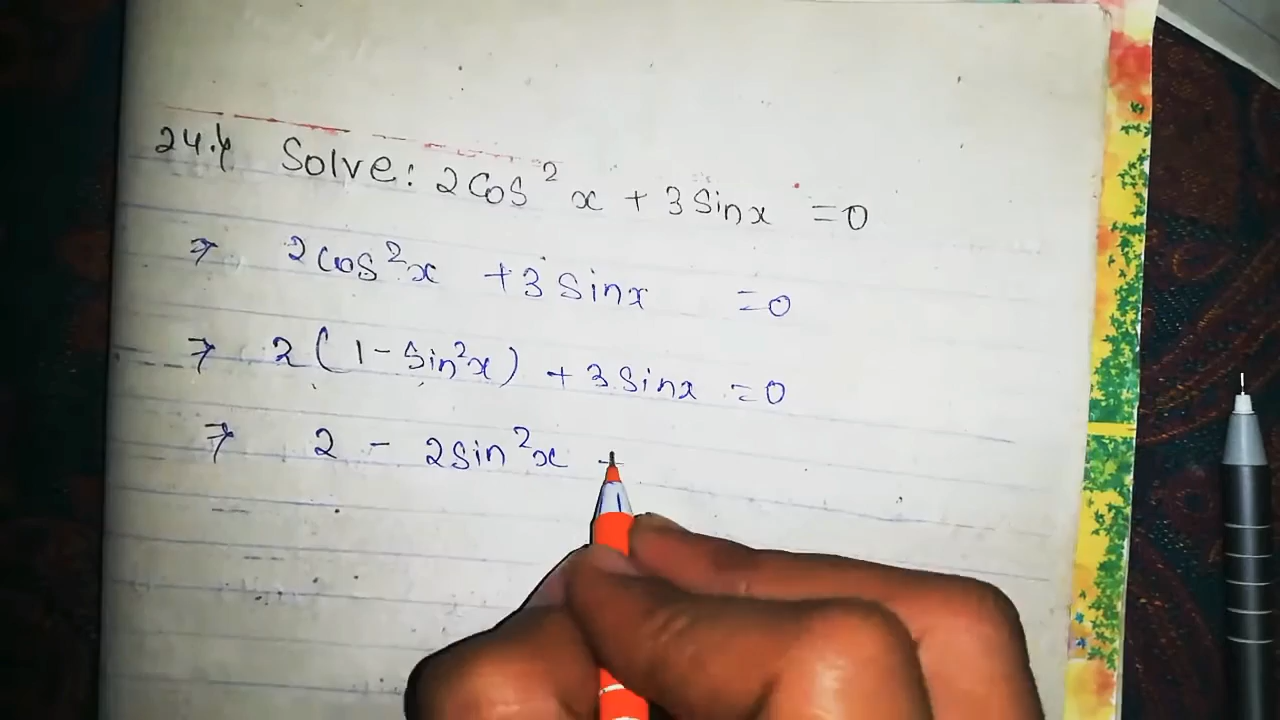 24.) Solve: 2cos²x + 3sinx = 0
⇒ 2cos²x + 3sinx = 0
⇒ 2(1 - sin²x) + 3sinx = 0
⇒ 2 - 2sin²x +